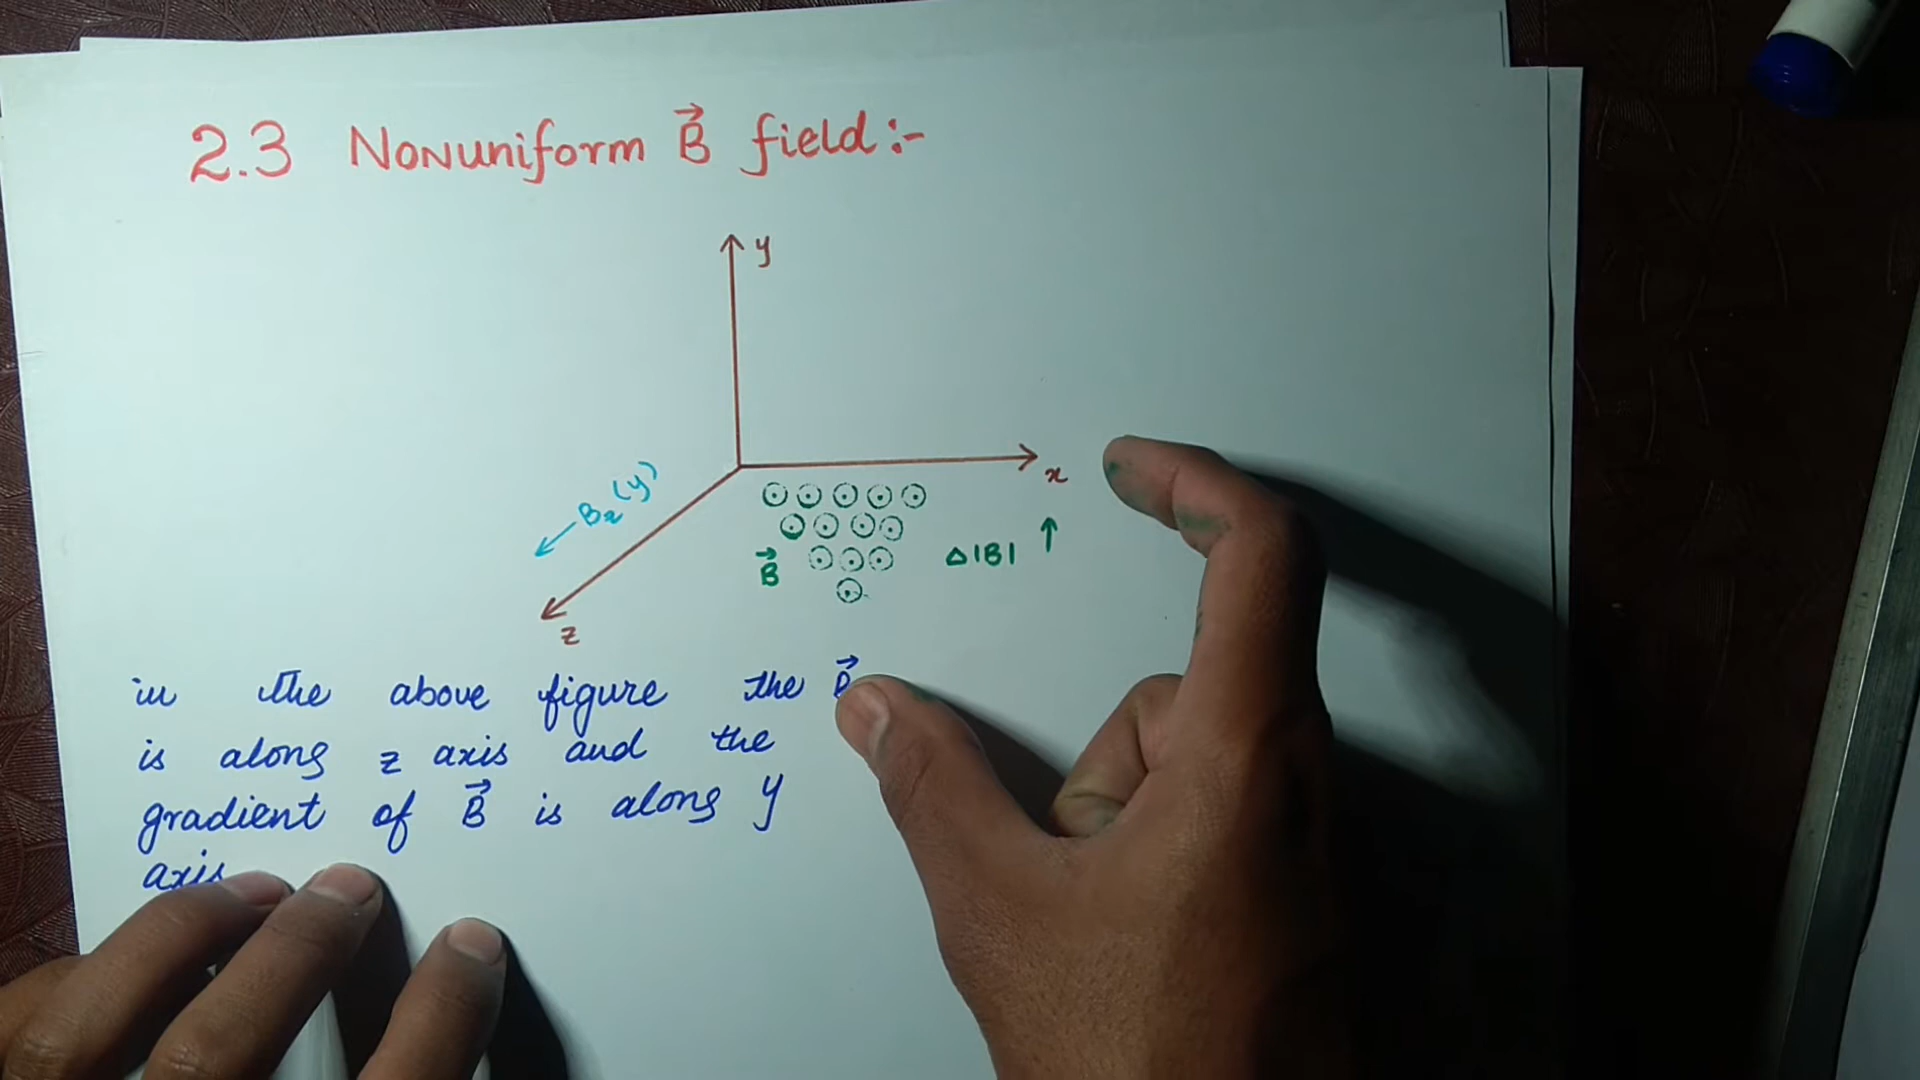 2.3 Nonuniform B⃗ field:-
y
x
B_z(y)
B⃗
△|B| ↑
z
in the above figure the B⃗
is along z axis and the
gradient of B⃗ is along y
axis